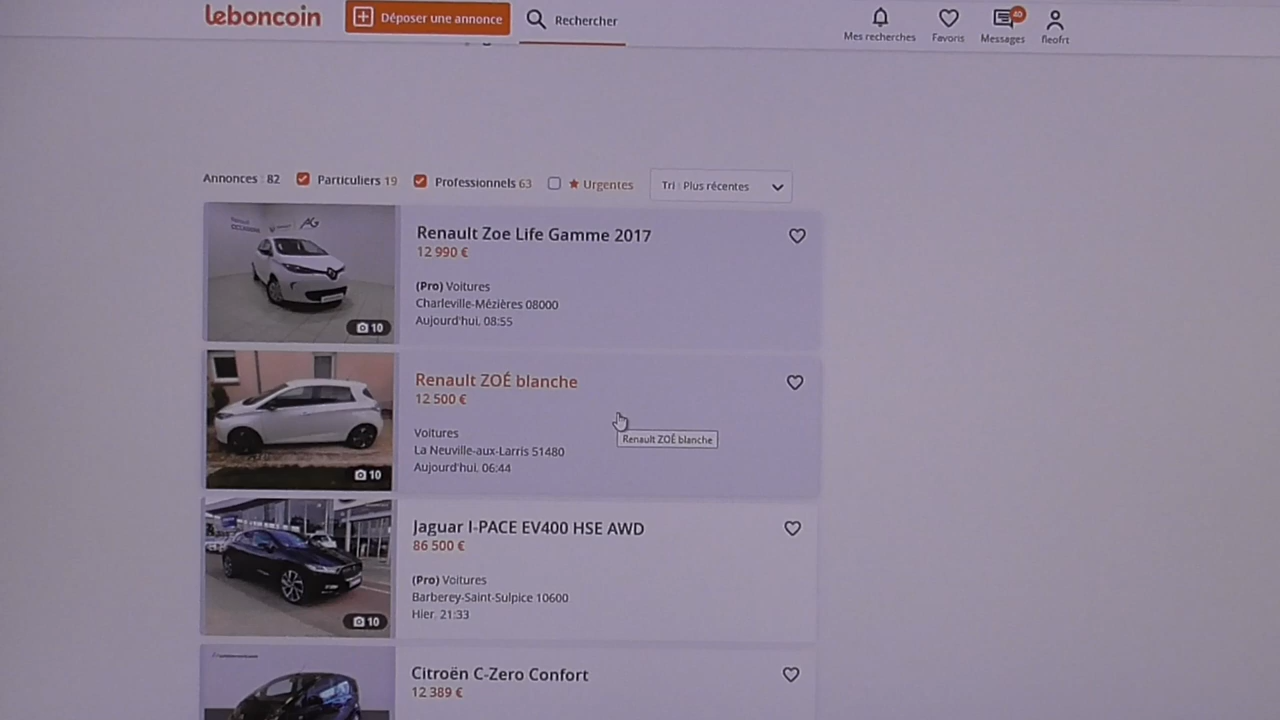 leboncoin
Déposer une annonce
Rechercher
Mes recherches
Favoris
40
Messages
fleofrt
Annonces : 82
Particuliers 19
Professionnels 63
Urgentes
Tri : Plus récentes
Renault Zoe Life Gamme 2017
12 990 €
(Pro) Voitures
Charleville-Mézières 08000
Aujourd'hui, 08:55
10
Renault ZOÉ blanche
12 500 €
Renault ZOÉ blanche
Voitures
La Neuville-aux-Larris 51480
Aujourd'hui, 06:44
10
Jaguar I-PACE EV400 HSE AWD
86 500 €
(Pro) Voitures
Barberey-Saint-Sulpice 10600
Hier, 21:33
10
Citroën C-Zero Confort
12 389 €